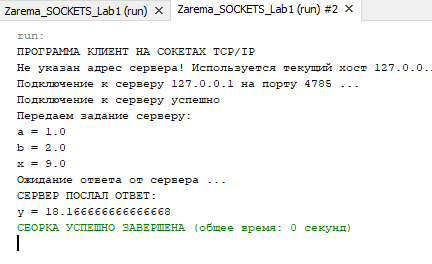 Zarema_SOCKETS_Lab1 (run) Zarema_SOCKETS_Lab1 (run) #2
run:
ПРОГРАММА КЛИЕНТ НА СОКЕТАХ TCP/IP
Не указан адрес сервера! Используется текущий хост 127.0.0.
Подключение к серверу 127.0.0.1 на порту 4785 ...
Подключение к серверу успешно
Передаем задание серверу:
a = 1.0
b = 2.0
x = 9.0
Ожидание ответа от сервера ...
СЕРВЕР ПОСЛАЛ ОТВЕТ:
y = 18.166666666666668
СБОРКА УСПЕШНО ЗАВЕРШЕНА (общее время: 0 секунд)